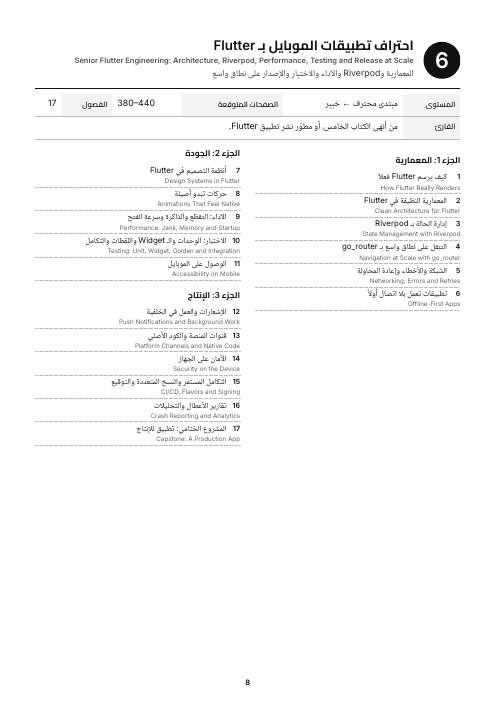 6
احتراف تطبيقات الموبايل بـ Flutter
Senior Flutter Engineering: Architecture, Riverpod, Performance, Testing and Release at Scale
المعمارية وRiverpod والأداء والاختبار والإصدار على نطاق واسع
المستوى مبتدئ محترف ← خبير الصفحات المتوقعة 380–440 الفصول 17
القارئ من أنهى الكتاب الخامس، أو مطوّر نشر تطبيق Flutter.
الجزء 1: المعمارية
1 كيف يرسم Flutter فعلاً
How Flutter Really Renders
2 المعمارية النظيفة في Flutter
Clean Architecture for Flutter
3 إدارة الحالة بـ Riverpod
State Management with Riverpod
4 التنقل على نطاق واسع بـ go_router
Navigation at Scale with go_router
5 الشبكة والأخطاء وإعادة المحاولة
Networking, Errors and Retries
6 تطبيقات تعمل بلا اتصال أولاً
Offline-First Apps
الجزء 2: الجودة
7 أنظمة التصميم في Flutter
Design Systems in Flutter
8 حركات تبدو أصيلة
Animations That Feel Native
9 الأداء: التقطّع والذاكرة وسرعة الفتح
Performance: Jank, Memory and Startup
10 الاختبار: الوحدات والـ Widget واللقطات والتكامل
Testing: Unit, Widget, Golden and Integration
11 الوصول على الموبايل
Accessibility on Mobile
الجزء 3: الإنتاج
12 الإشعارات والعمل في الخلفية
Push Notifications and Background Work
13 قنوات المنصة والكود الأصلي
Platform Channels and Native Code
14 الأمان على الجهاز
Security on the Device
15 التكامل المستمر والنسخ المتعددة والتوقيع
CI/CD, Flavors and Signing
16 تقارير الأعطال والتحليلات
Crash Reporting and Analytics
17 المشروع الختامي: تطبيق للإنتاج
Capstone: A Production App
8